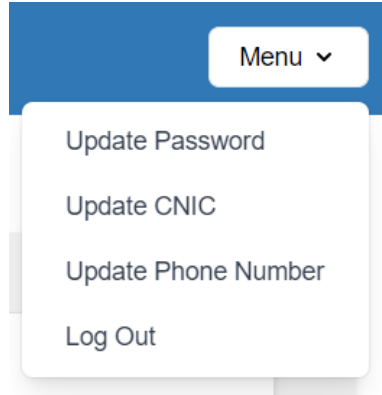 Menu
Update Password
Update CNIC
Update Phone Number
Log Out